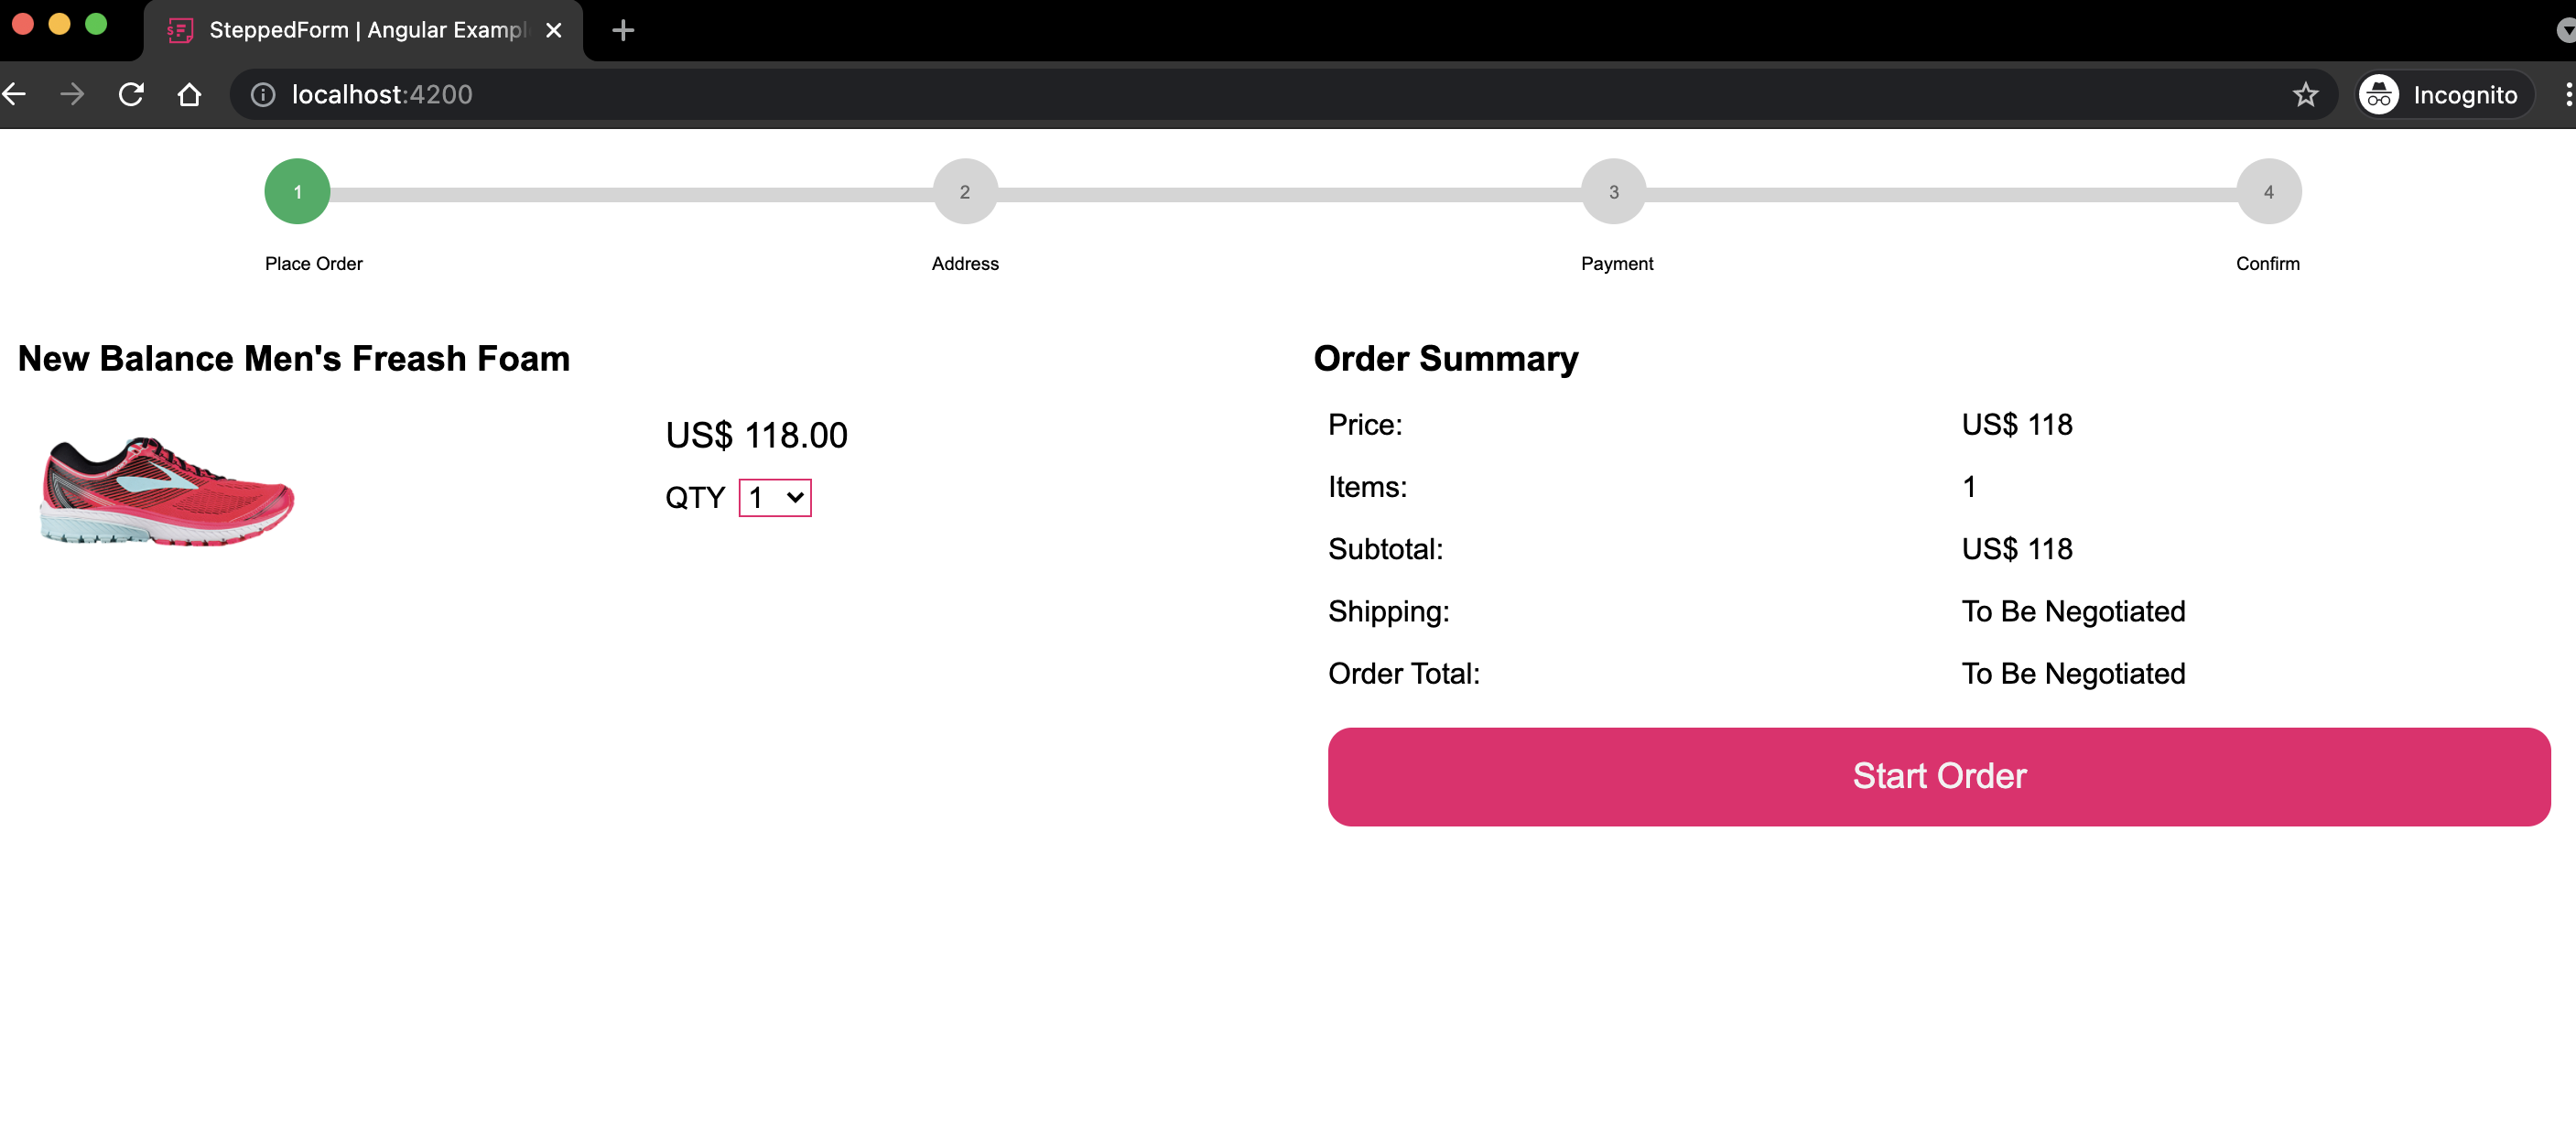 SteppedForm | Angular Exampl
localhost:4200
Incognito
1
2
3
4
Place Order
Address
Payment
Confirm
New Balance Men's Freash Foam
US$ 118.00
QTY 1
Order Summary
Price: US$ 118
Items: 1
Subtotal: US$ 118
Shipping: To Be Negotiated
Order Total: To Be Negotiated
Start Order